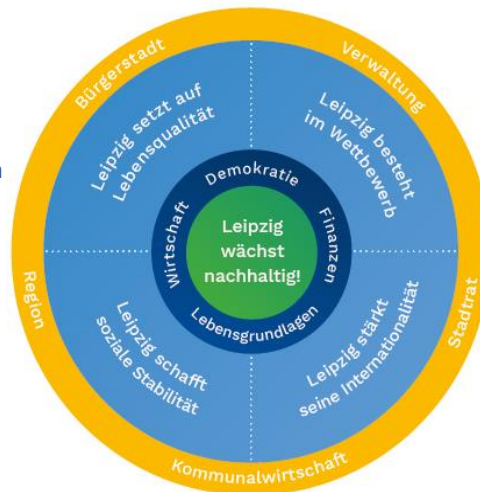 Bürgerstadt
Verwaltung
Leipzig setzt auf
Lebensqualität
Leipzig besteht
im Wettbewerb
Demokratie
Wirtschaft
Finanzen
Leipzig
wächst
nachhaltig!
Lebensgrundlagen
Region
Stadtrat
Leipzig schafft
soziale Stabilität
Leipzig stärkt
seine Internationalität
Kommunalwirtschaft